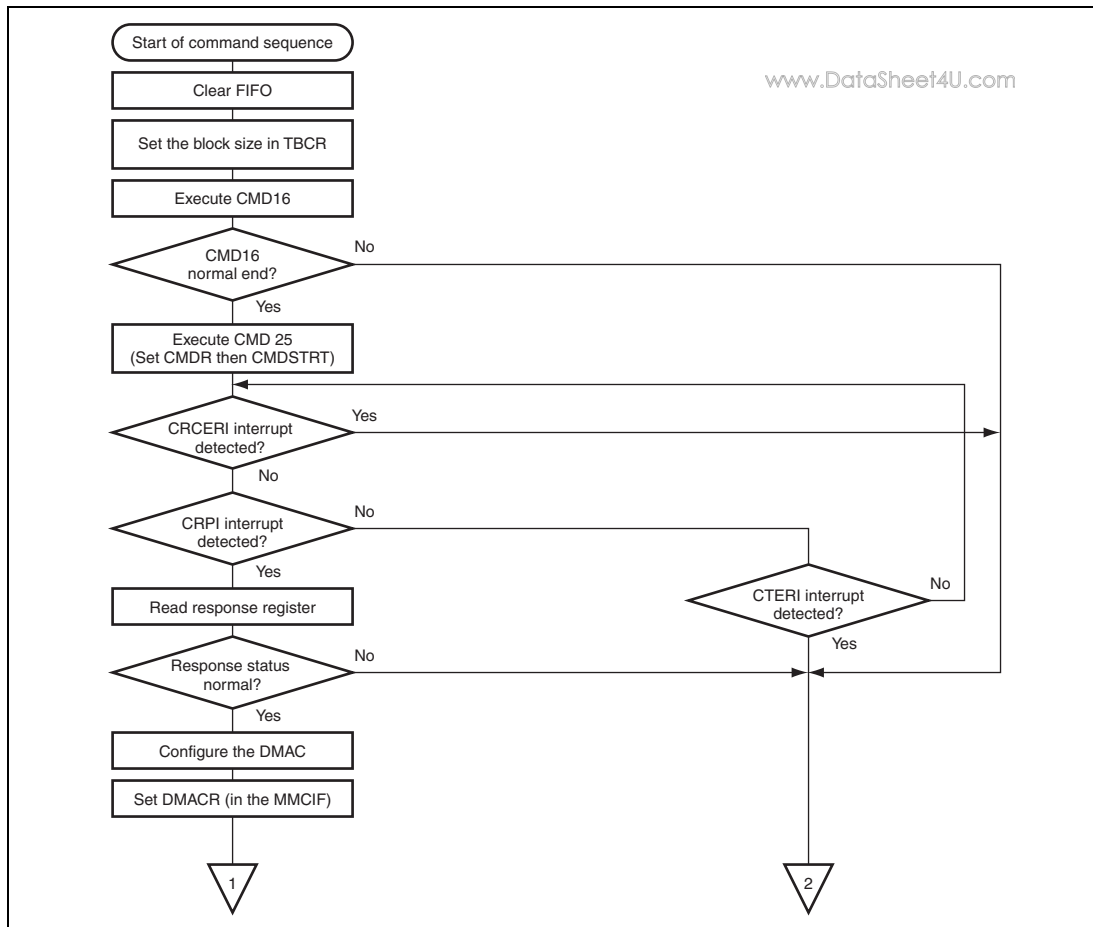 Start of command sequence
www.DataSheet4U.com
Clear FIFO
Set the block size in TBCR
Execute CMD16
CMD16
normal end?
No
Yes
Execute CMD 25
(Set CMDR then CMDSTRT)
CRCERI interrupt
detected?
Yes
No
CRPI interrupt
detected?
No
Yes
CTERI interrupt
detected?
No
Yes
Read response register
Response status
normal?
No
Yes
Configure the DMAC
Set DMACR (in the MMCIF)
1
2